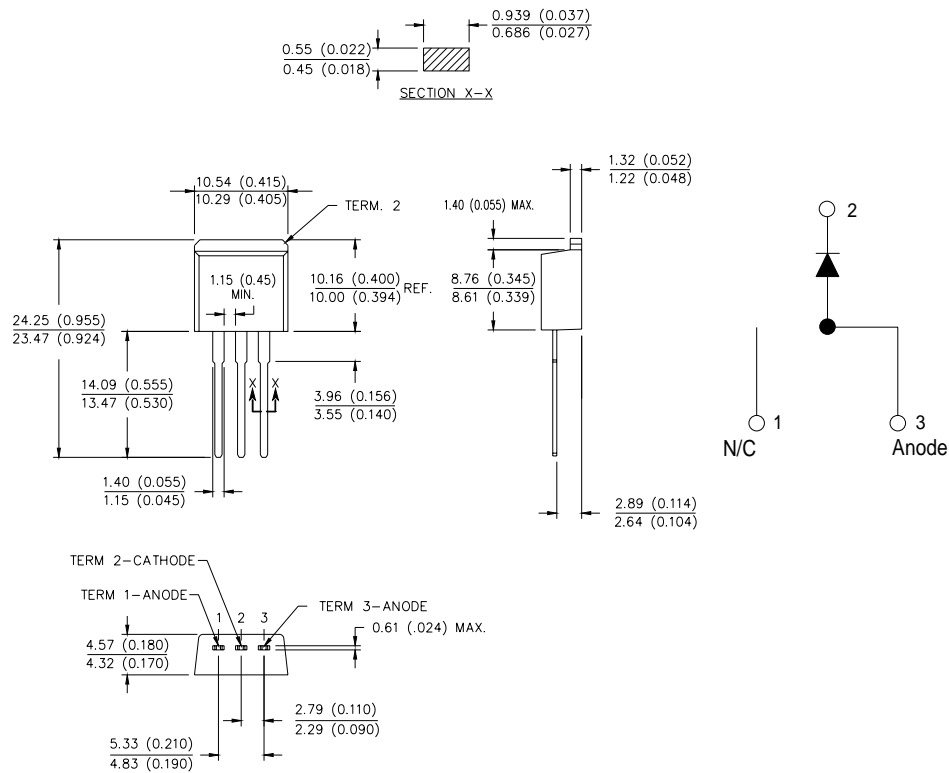 0.939 (0.037)
0.686 (0.027)
0.55 (0.022)
0.45 (0.018)
SECTION X-X
10.54 (0.415)
10.29 (0.405)
TERM. 2
1.15 (0.45)
MIN.
10.16 (0.400)
10.00 (0.394)
REF.
24.25 (0.955)
23.47 (0.924)
14.09 (0.555)
13.47 (0.530)
X X
3.96 (0.156)
3.55 (0.140)
1.40 (0.055)
1.15 (0.045)
1.32 (0.052)
1.22 (0.048)
1.40 (0.055) MAX.
8.76 (0.345)
8.61 (0.339)
2.89 (0.114)
2.64 (0.104)
2
1
N/C
3
Anode
TERM 2-CATHODE
TERM 1-ANODE
1 2 3
TERM 3-ANODE
0.61 (.024) MAX.
4.57 (0.180)
4.32 (0.170)
2.79 (0.110)
2.29 (0.090)
5.33 (0.210)
4.83 (0.190)